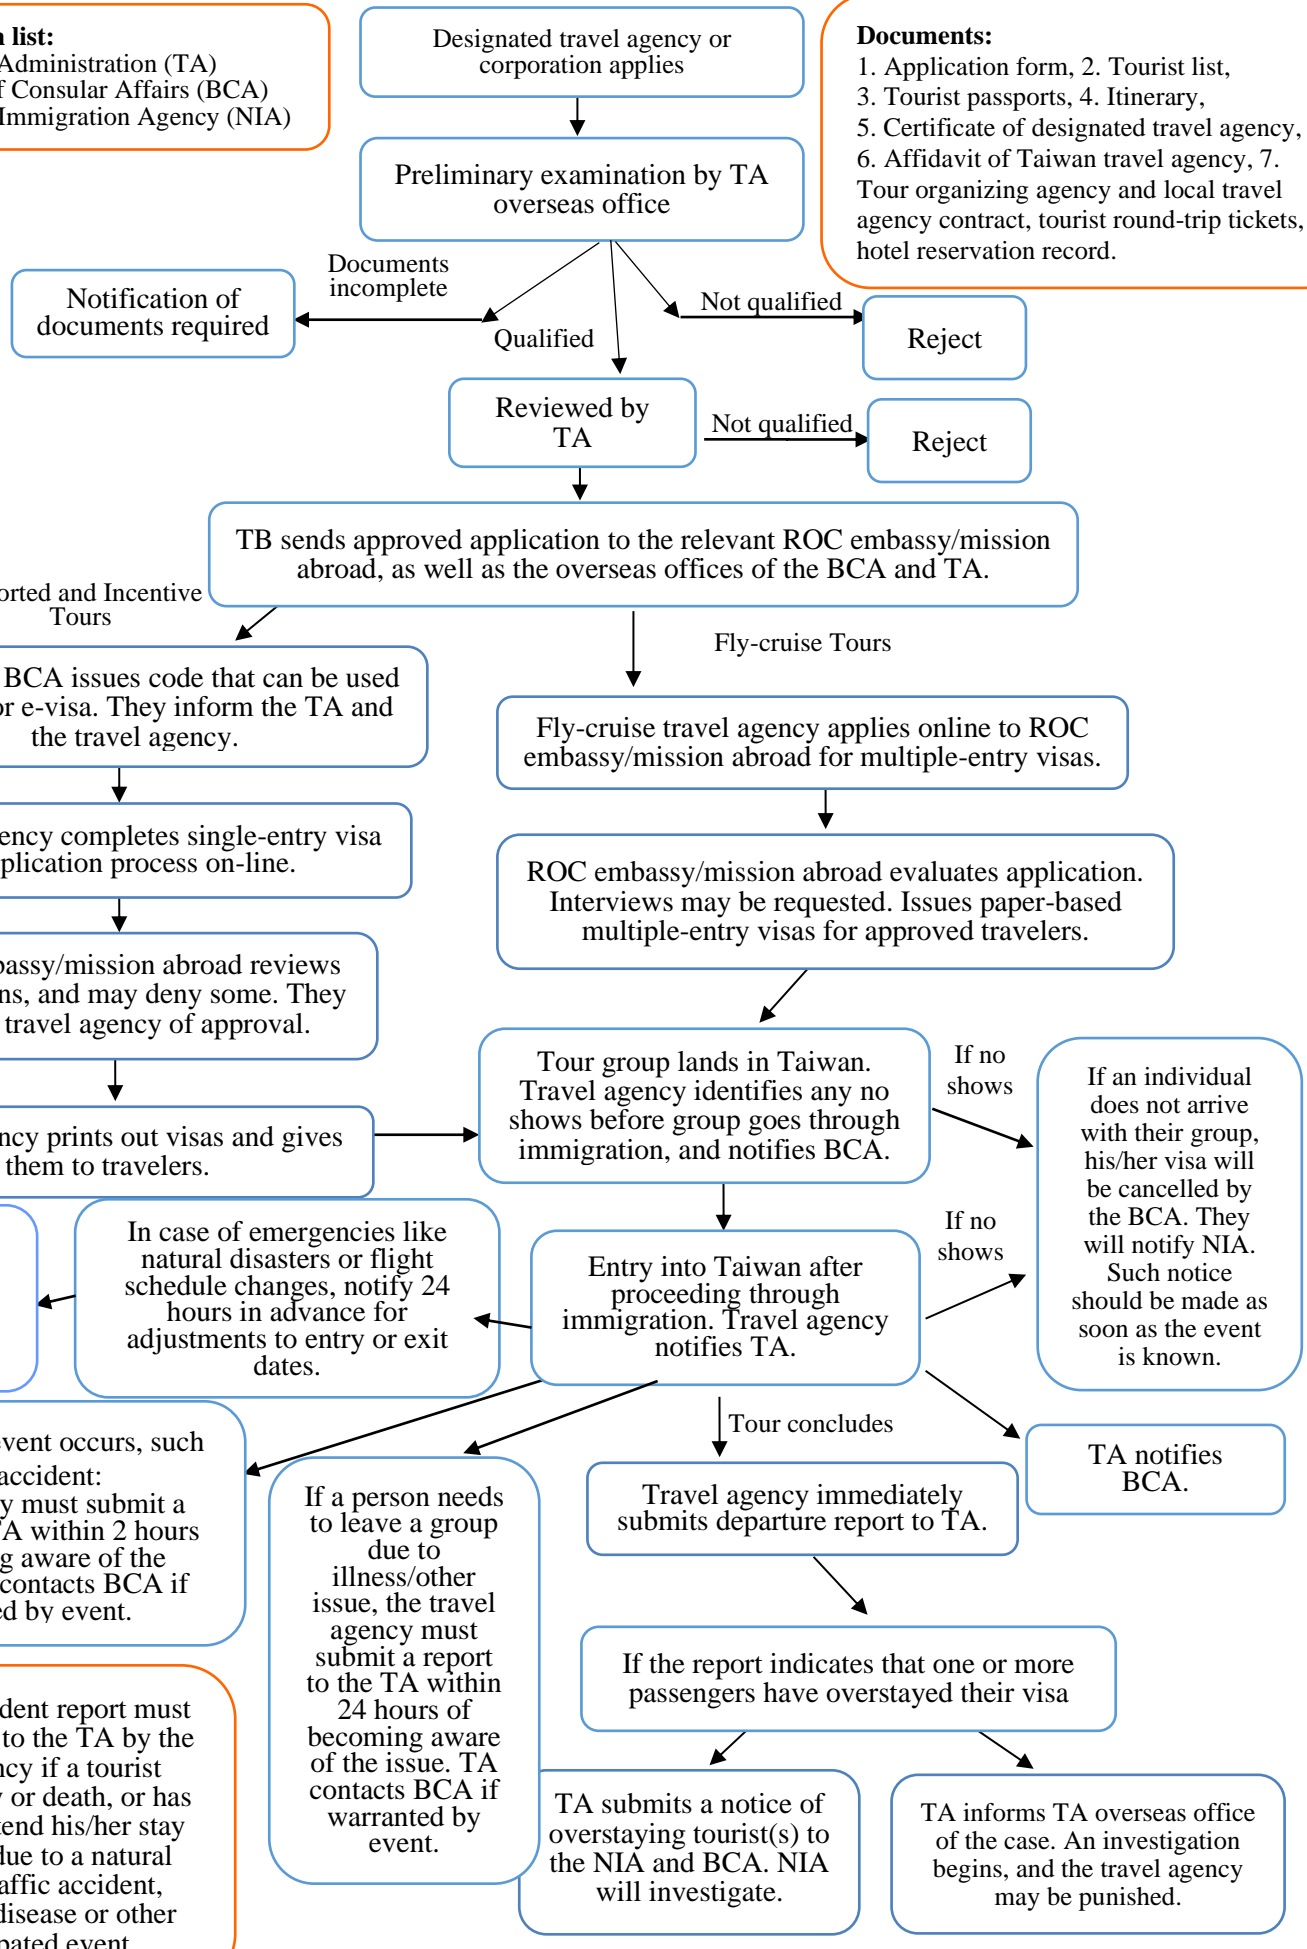 list:
Administration (TA)
Consular Affairs (BCA)
Immigration Agency (NIA)
Designated travel agency or
corporation applies
Documents:
1. Application form, 2. Tourist list,
3. Tourist passports, 4. Itinerary,
5. Certificate of designated travel agency,
6. Affidavit of Taiwan travel agency, 7.
Tour organizing agency and local travel
agency contract, tourist round-trip tickets,
hotel reservation record.
Preliminary examination by TA
overseas office
Documents
incomplete
Notification of
documents required
Qualified
Not qualified
Reject
Reviewed by
TA
Not qualified
Reject
TB sends approved application to the relevant ROC embassy/mission
abroad, as well as the overseas offices of the BCA and TA.
and Incentive
Tours
Fly-cruise Tours
BCA issues code that can be used
e-visa. They inform the TA and
the travel agency.
Fly-cruise travel agency applies online to ROC
embassy/mission abroad for multiple-entry visas.
completes single-entry visa
process on-line.
ROC embassy/mission abroad evaluates application.
Interviews may be requested. Issues paper-based
multiple-entry visas for approved travelers.
abroad reviews
and may deny some. They
travel agency of approval.
Tour group lands in Taiwan.
Travel agency identifies any no
shows before group goes through
immigration, and notifies BCA.
If no
shows
If an individual
does not arrive
with their group,
his/her visa will
be cancelled by
the BCA. They
will notify NIA.
Such notice
should be made as
soon as the event
is known.
prints out visas and gives
them to travelers.
In case of emergencies like
natural disasters or flight
schedule changes, notify 24
hours in advance for
adjustments to entry or exit
dates.
Entry into Taiwan after
proceeding through
immigration. Travel agency
notifies TA.
If no
shows
TA notifies
BCA.
event occurs, such
accident:
must submit a
within 2 hours
aware of the
contacts BCA if
by event.
If a person needs
to leave a group
due to
illness/other
issue, the travel
agency must
submit a report
to the TA within
24 hours of
becoming aware
of the issue. TA
contacts BCA if
warranted by
event.
Tour concludes
Travel agency immediately
submits departure report to TA.
If the report indicates that one or more
passengers have overstayed their visa
report must
to the TA by the
if a tourist
or death, or has
his/her stay
due to a natural
accident,
disease or other
event
TA submits a notice of
overstaying tourist(s) to
the NIA and BCA. NIA
will investigate.
TA informs TA overseas office
of the case. An investigation
begins, and the travel agency
may be punished.